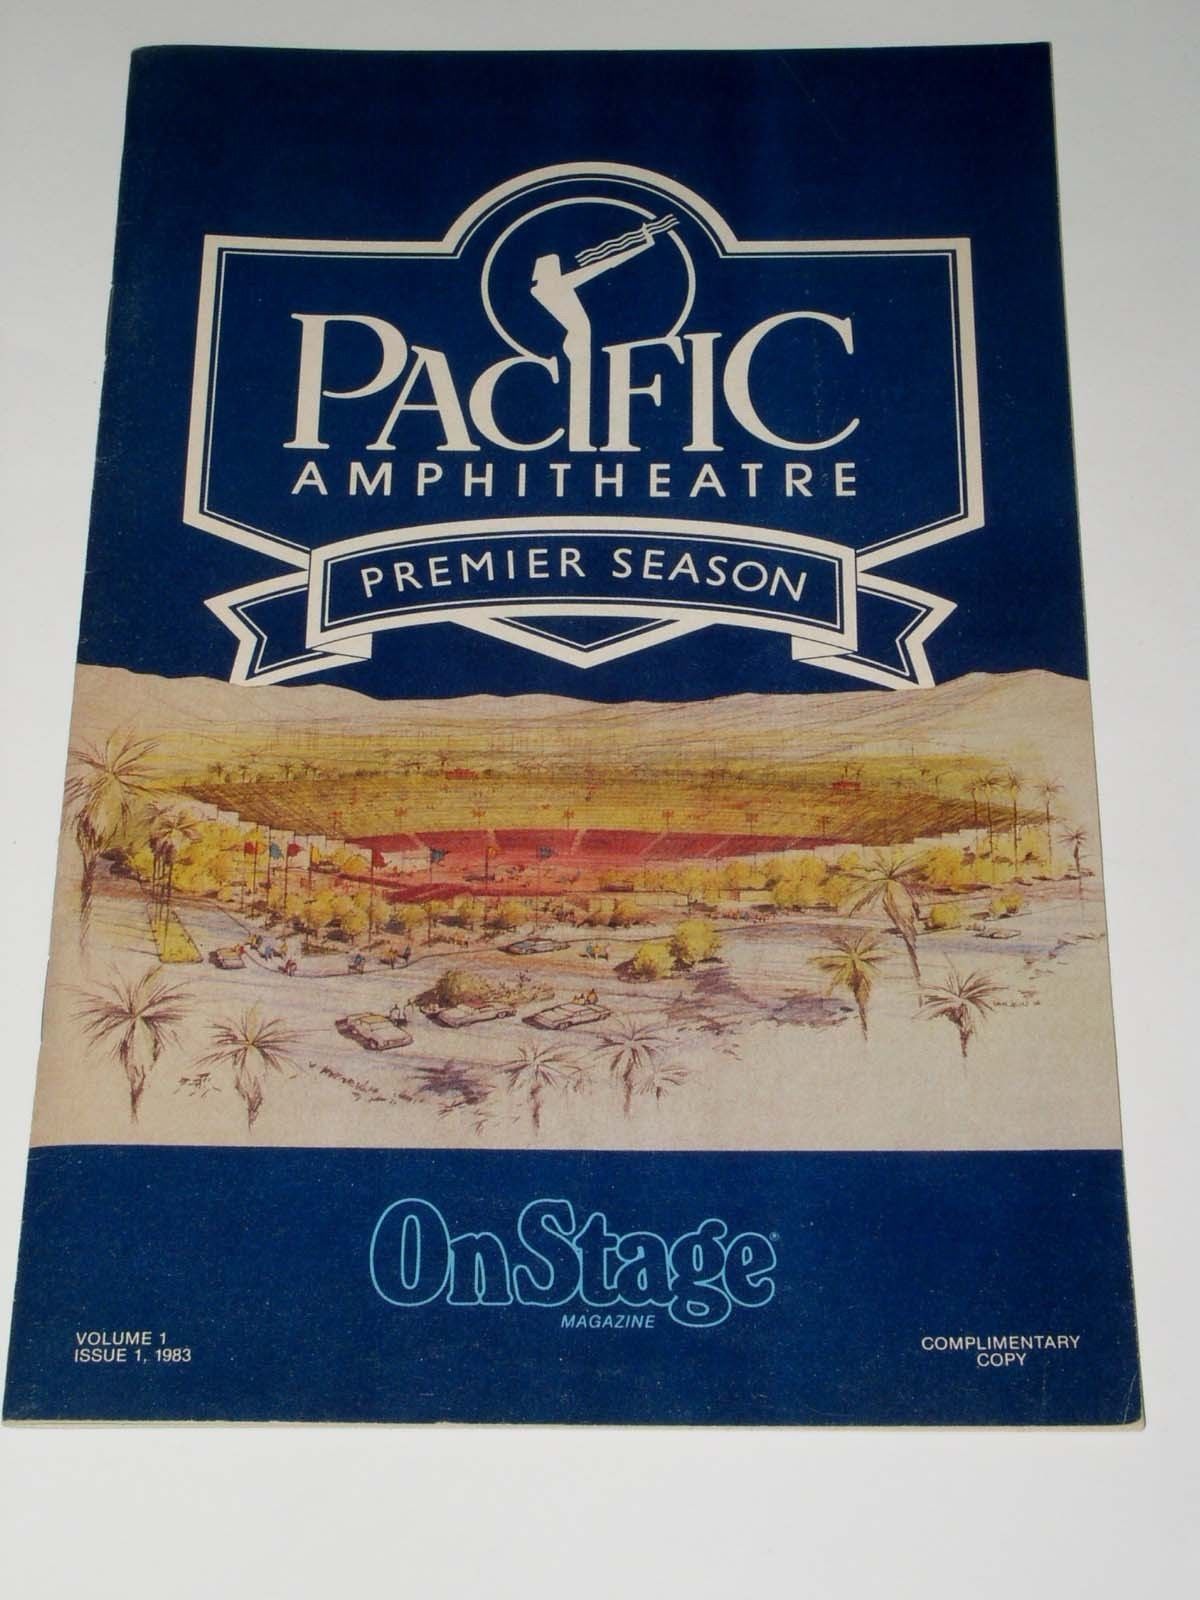 PACIFIC
AMPHITHEATRE
PREMIER SEASON
OnStage®
MAGAZINE
VOLUME 1
ISSUE 1, 1983
COMPLIMENTARY
COPY